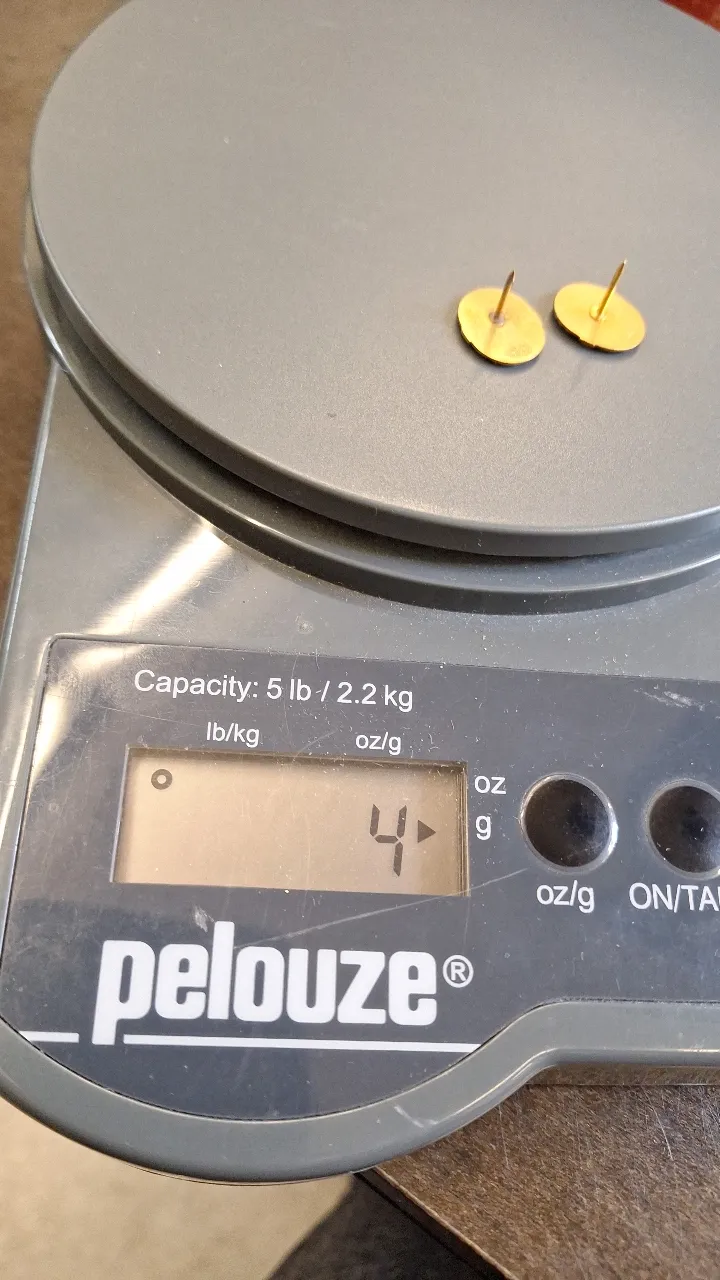 Capacity: 5 lb / 2.2 kg
lb/kg oz/g
oz
4 g
oz/g
pelouze®